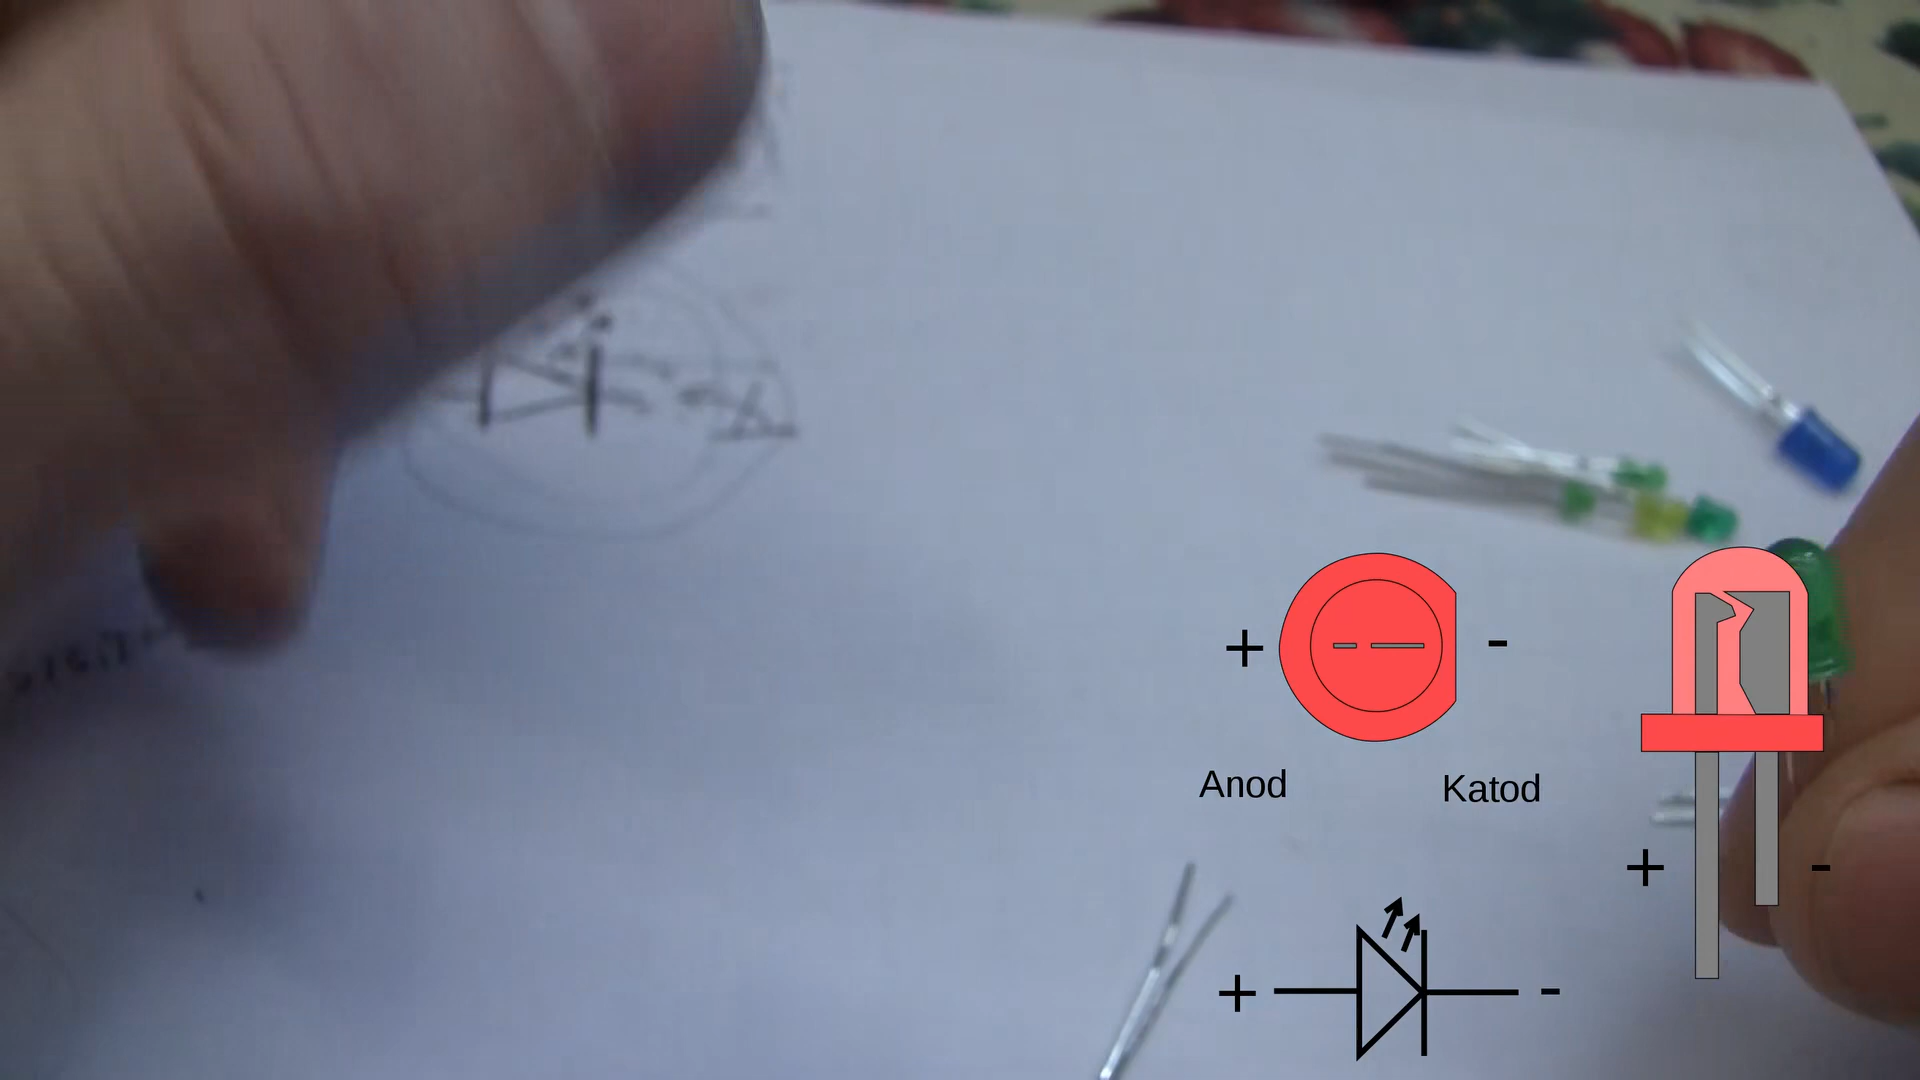 + -
Anod Katod
+ -
+ -